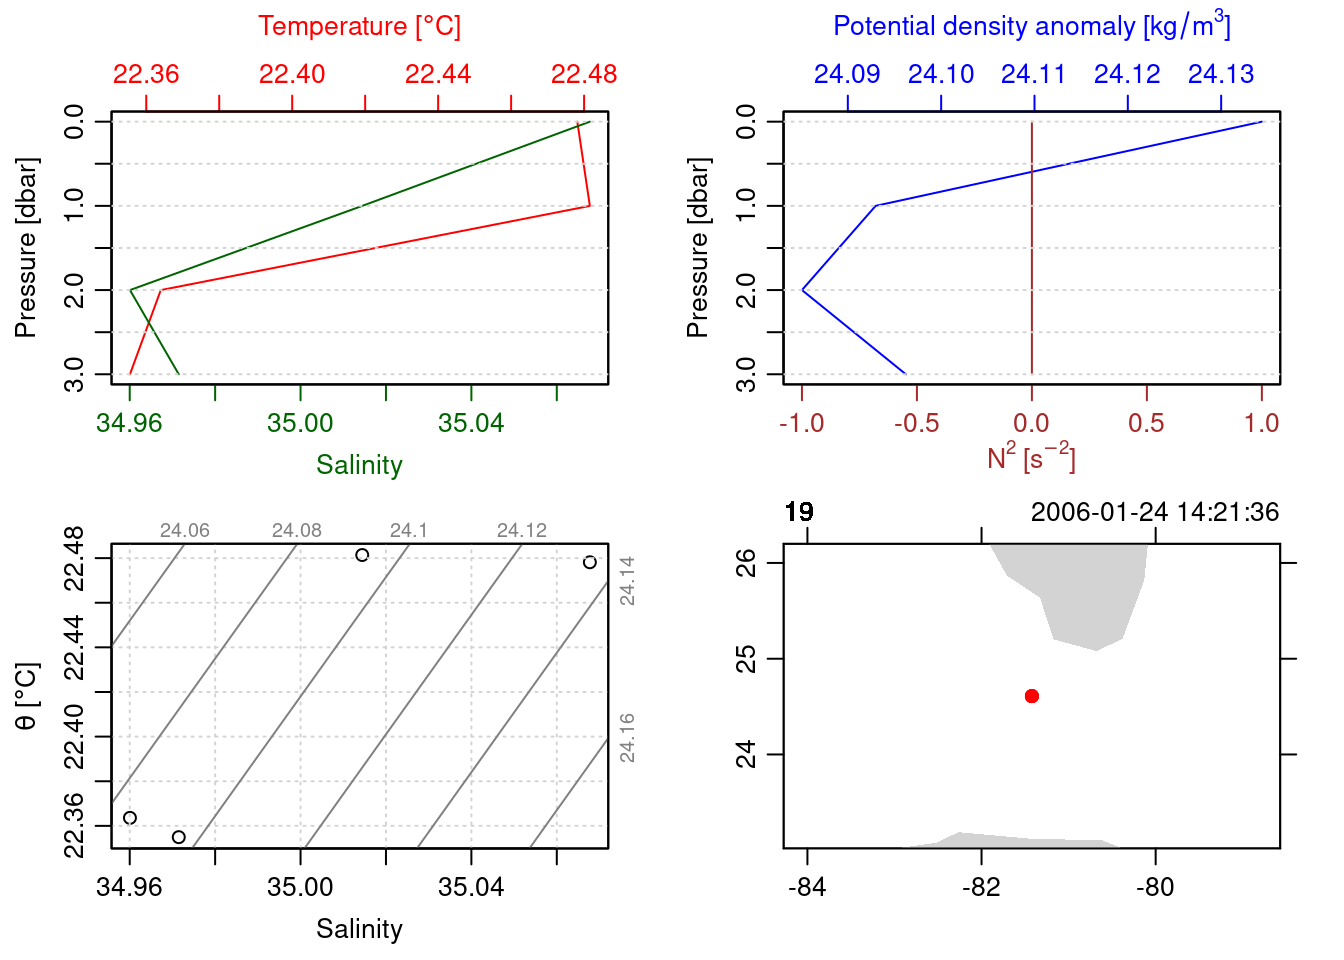 Temperature [°C]
22.36 22.40 22.44 22.48
0.0
1.0
2.0
3.0
Pressure [dbar]
34.96 35.00 35.04
Salinity
Potential density anomaly [kg/m³]
24.09 24.10 24.11 24.12 24.13
0.0
1.0
2.0
3.0
Pressure [dbar]
-1.0 -0.5 0.0 0.5 1.0
N² [s⁻²]
24.06 24.08 24.1 24.12
24.14
24.16
22.48
22.44
22.40
22.36
θ [°C]
34.96 35.00 35.04
Salinity
19 2006-01-24 14:21:36
26
25
24
-84 -82 -80